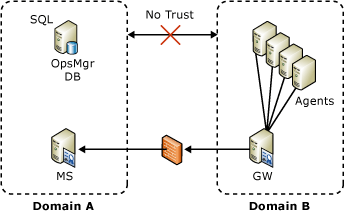 SQL
No Trust
OpsMgr
DB
Agents
MS
GW
Domain A
Domain B